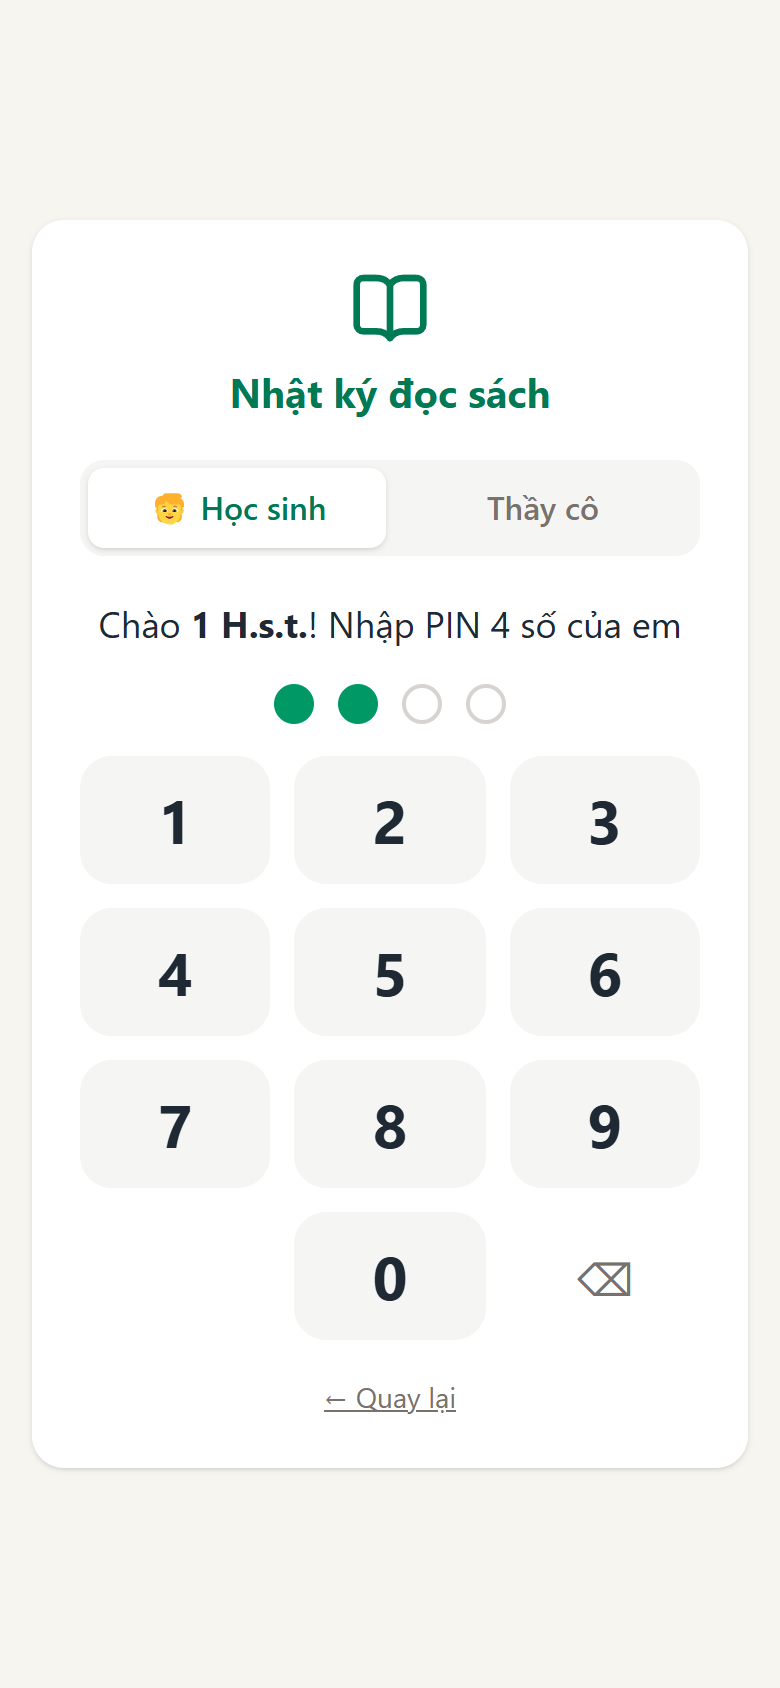 Nhật ký đọc sách
Học sinh Thầy cô
Chào 1 H.s.t.! Nhập PIN 4 số của em
1 2 3
4 5 6
7 8 9
0 ⌫
← Quay lại